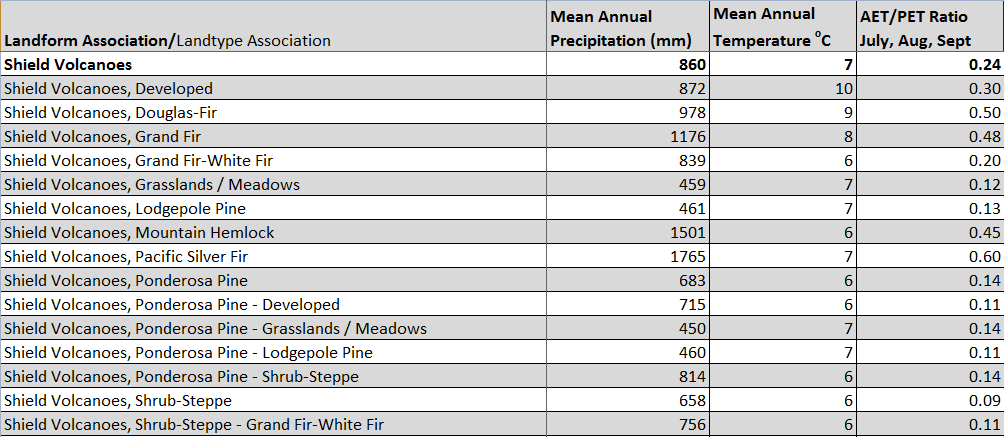 Landform Association/Landtype Association Mean Annual Precipitation (mm) Mean Annual Temperature ⁰C AET/PET Ratio July, Aug, Sept
Shield Volcanoes 860 7 0.24
Shield Volcanoes, Developed 872 10 0.30
Shield Volcanoes, Douglas-Fir 978 9 0.50
Shield Volcanoes, Grand Fir 1176 8 0.48
Shield Volcanoes, Grand Fir-White Fir 839 6 0.20
Shield Volcanoes, Grasslands / Meadows 459 7 0.12
Shield Volcanoes, Lodgepole Pine 461 7 0.13
Shield Volcanoes, Mountain Hemlock 1501 6 0.45
Shield Volcanoes, Pacific Silver Fir 1765 7 0.60
Shield Volcanoes, Ponderosa Pine 683 6 0.14
Shield Volcanoes, Ponderosa Pine - Developed 715 6 0.11
Shield Volcanoes, Ponderosa Pine - Grasslands / Meadows 450 7 0.14
Shield Volcanoes, Ponderosa Pine - Lodgepole Pine 460 7 0.11
Shield Volcanoes, Ponderosa Pine - Shrub-Steppe 814 6 0.14
Shield Volcanoes, Shrub-Steppe 658 6 0.09
Shield Volcanoes, Shrub-Steppe - Grand Fir-White Fir 756 6 0.11